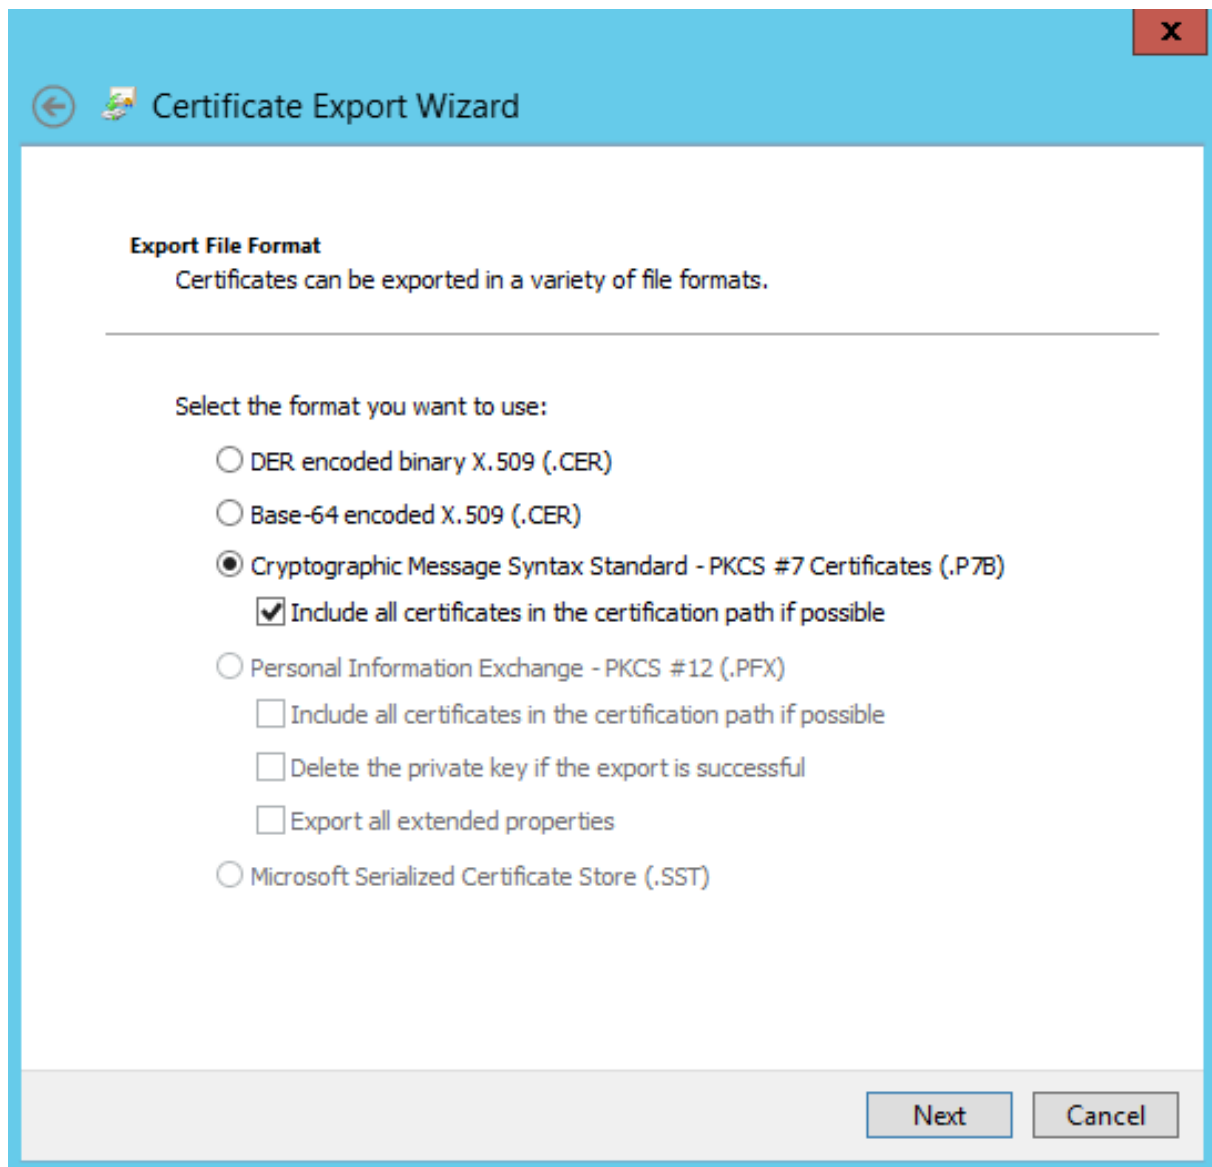 x
Certificate Export Wizard
Export File Format
Certificates can be exported in a variety of file formats.
Select the format you want to use:
DER encoded binary X.509 (.CER)
Base-64 encoded X.509 (.CER)
Cryptographic Message Syntax Standard - PKCS #7 Certificates (.P7B)
Include all certificates in the certification path if possible
Personal Information Exchange - PKCS #12 (.PFX)
Include all certificates in the certification path if possible
Delete the private key if the export is successful
Export all extended properties
Microsoft Serialized Certificate Store (.SST)
Next Cancel